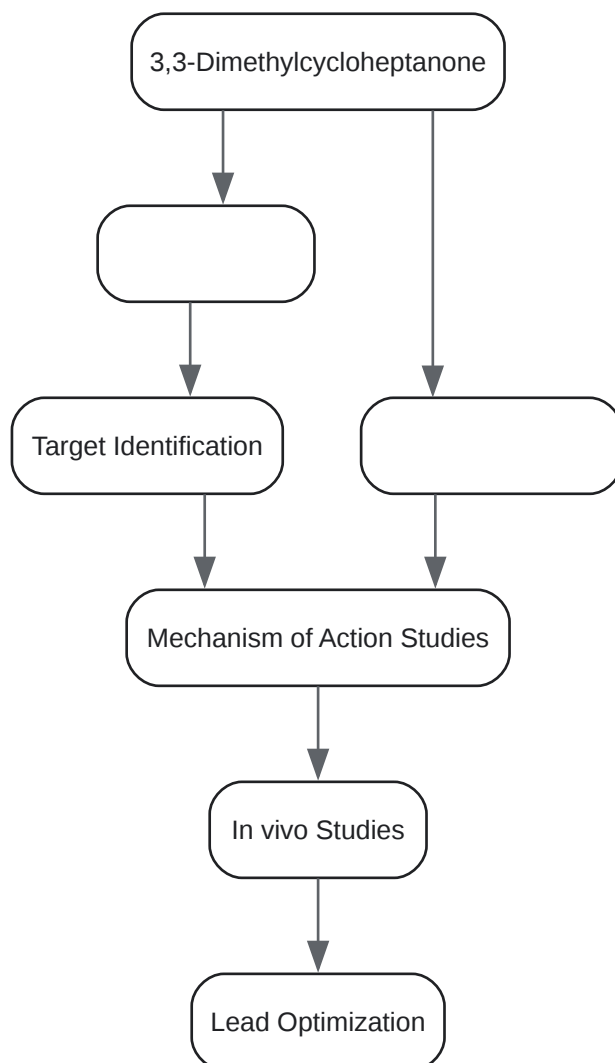 3,3-Dimethylcycloheptanone
Target Identification
Mechanism of Action Studies
In vivo Studies
Lead Optimization